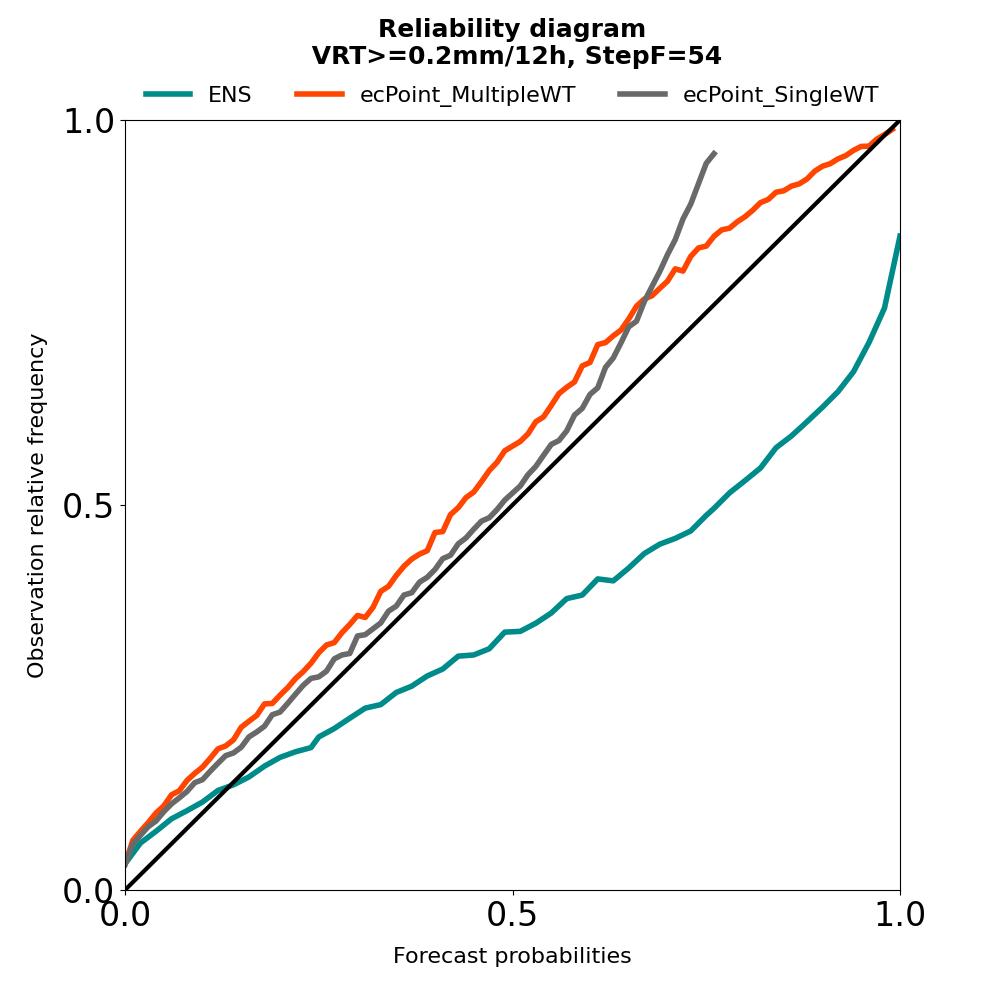 Reliability diagram
VRT>=0.2mm/12h, StepF=54
ENS ecPoint_MultipleWT ecPoint_SingleWT
1.0
0.5
0.0
0.0 0.5 1.0
Observation relative frequency
Forecast probabilities